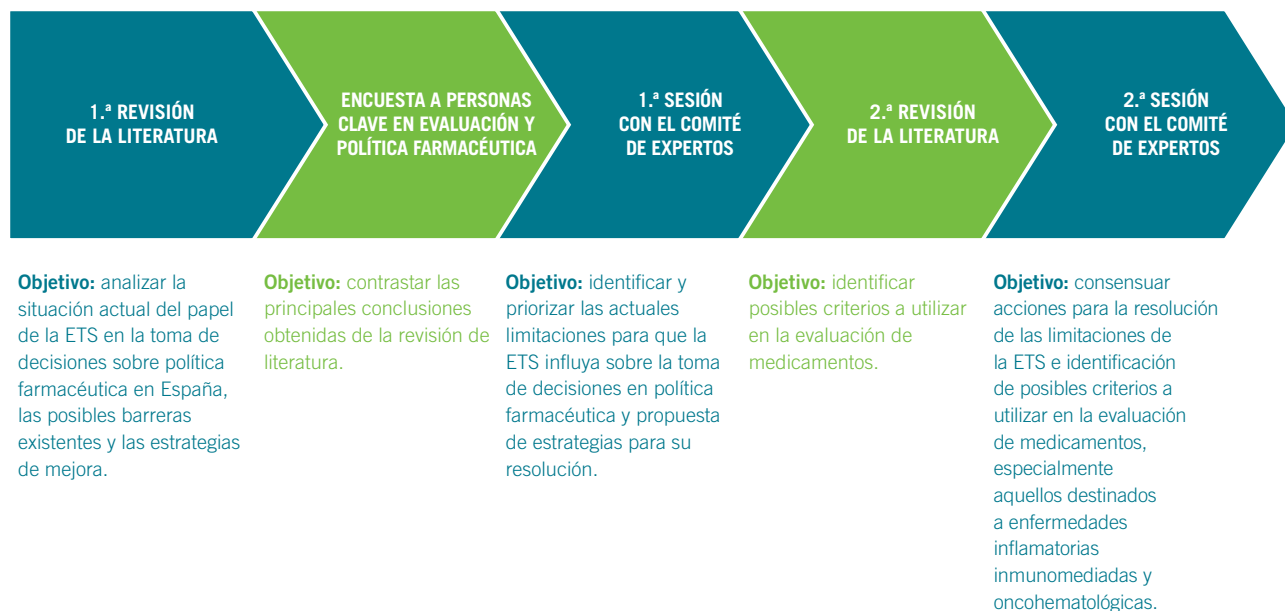 1.ª REVISIÓN
DE LA LITERATURA
ENCUESTA A PERSONAS
CLAVE EN EVALUACIÓN Y
POLÍTICA FARMACÉUTICA
1.ª SESIÓN
CON EL COMITÉ
DE EXPERTOS
2.ª REVISIÓN
DE LA LITERATURA
2.ª SESIÓN
CON EL COMITÉ
DE EXPERTOS
Objetivo: analizar la
situación actual del papel
de la ETS en la toma de
decisiones sobre política
farmacéutica en España,
las posibles barreras
existentes y las estrategias
de mejora.
Objetivo: contrastar las
principales conclusiones
obtenidas de la revisión de
literatura.
Objetivo: identificar y
priorizar las actuales
limitaciones para que la
ETS influya sobre la toma
de decisiones en política
farmacéutica y propuesta
de estrategias para su
resolución.
Objetivo: identificar
posibles criterios a utilizar
en la evaluación de
medicamentos.
Objetivo: consensuar
acciones para la resolución
de las limitaciones de
la ETS e identificación
de posibles criterios a
utilizar en la evaluación
de medicamentos,
especialmente
aquellos destinados
a enfermedades
inflamatorias
inmunomediadas y
oncohematológicas.